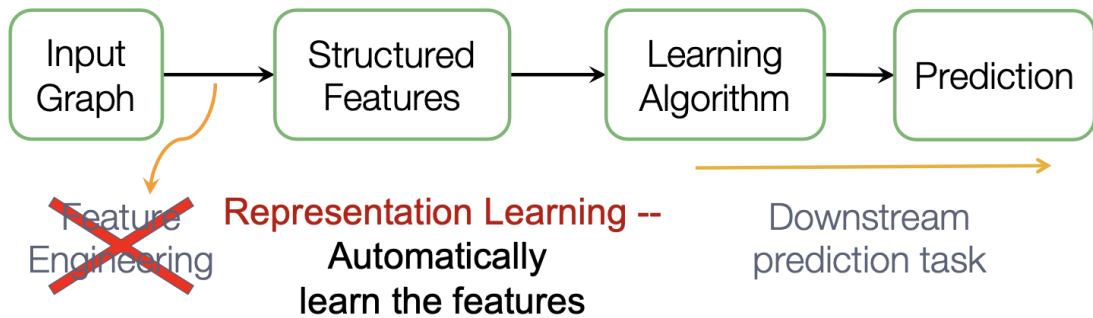 Input
Graph
Structured
Features
Learning
Algorithm
Prediction
Feature
Engineering
Representation Learning --
Automatically
learn the features
Downstream
prediction task